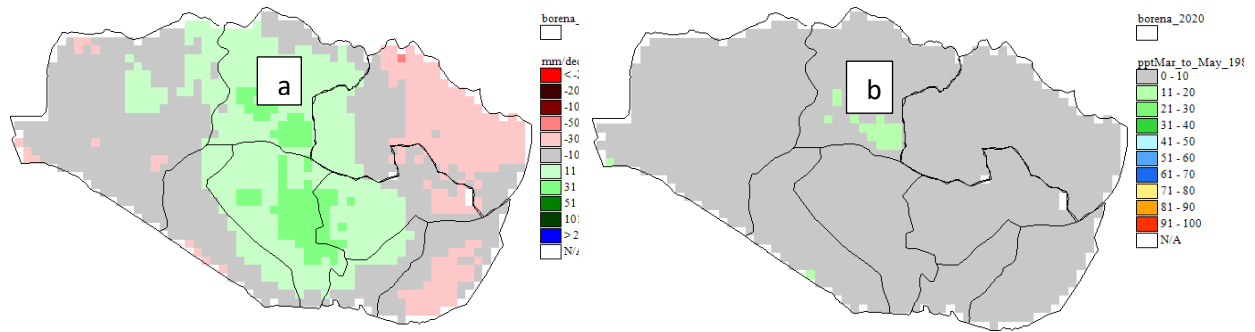 a
borena_
mm/dec
< -2
-20
-10
-50
-30
-10
11
31
51
101
> 2
N/A
b
borena_2020
pptMar_to_May_198
0 - 10
11 - 20
21 - 30
31 - 40
41 - 50
51 - 60
61 - 70
71 - 80
81 - 90
91 - 100
N/A